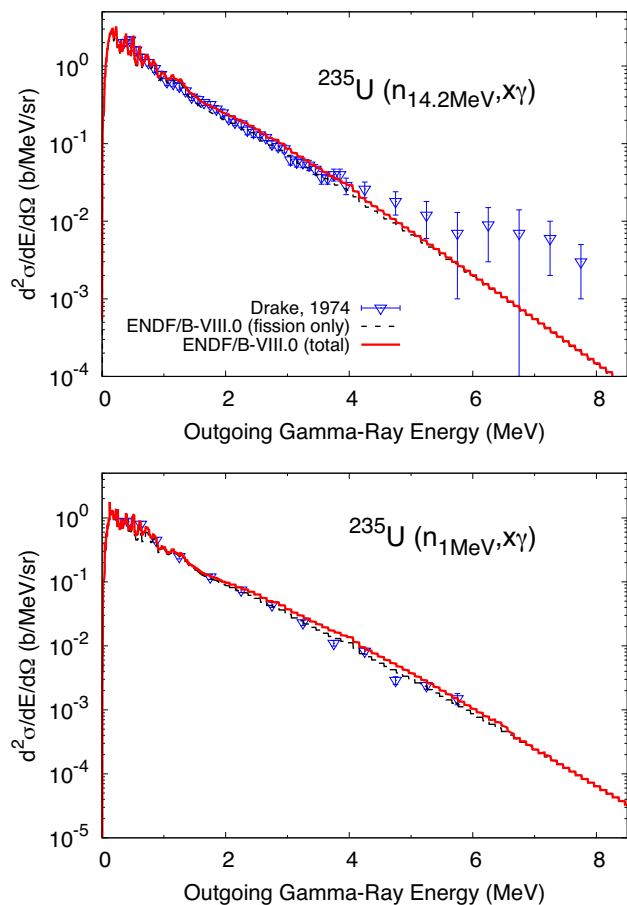 ²³⁵U (n₁₄.₂MeV,xγ)
d²σ/dE/dΩ (b/MeV/sr)
10⁰
10⁻¹
10⁻²
10⁻³
10⁻⁴
Drake, 1974
ENDF/B-VIII.0 (fission only)
ENDF/B-VIII.0 (total)
0 2 4 6 8
Outgoing Gamma-Ray Energy (MeV)
²³⁵U (n₁MeV,xγ)
d²σ/dE/dΩ (b/MeV/sr)
10⁰
10⁻¹
10⁻²
10⁻³
10⁻⁴
10⁻⁵
0 2 4 6 8
Outgoing Gamma-Ray Energy (MeV)